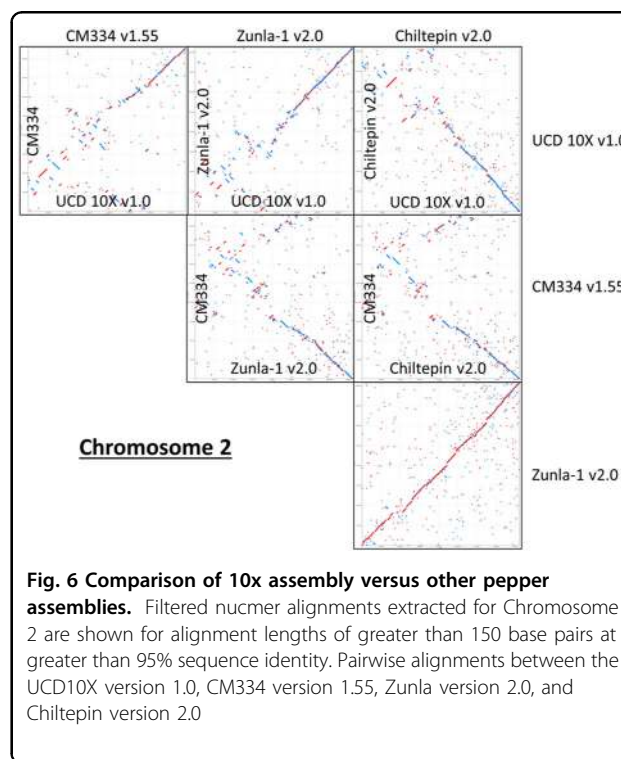 CM334 v1.55 Zunla-1 v2.0 Chiltepin v2.0
CM334
Zunla-1 v2.0
Chiltepin v2.0
UCD 10X v1.0
UCD 10X v1.0 UCD 10X v1.0 UCD 10X v1.0
CM334
CM334
CM334 v1.55
Zunla-1 v2.0 Chiltepin v2.0
Chromosome 2
Zunla-1 v2.0
Fig. 6 Comparison of 10x assembly versus other pepper
assemblies. Filtered nucmer alignments extracted for Chromosome
2 are shown for alignment lengths of greater than 150 base pairs at
greater than 95% sequence identity. Pairwise alignments between the
UCD10X version 1.0, CM334 version 1.55, Zunla version 2.0, and
Chiltepin version 2.0